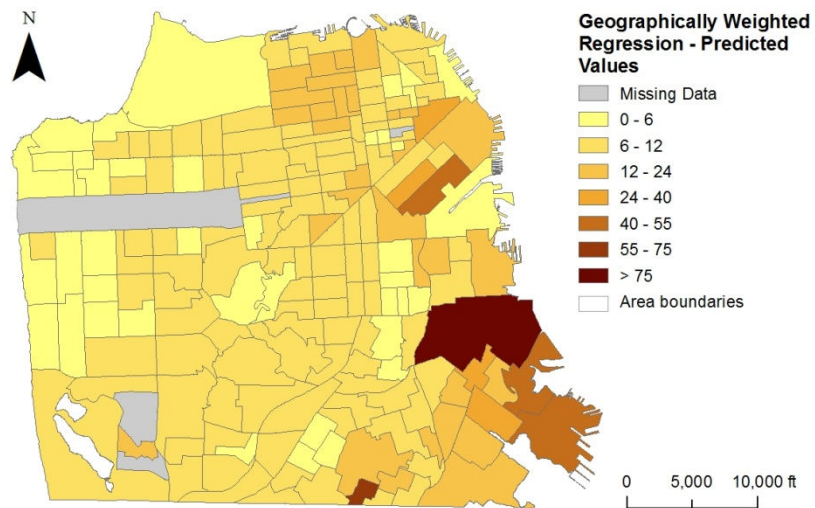 N
Geographically Weighted
Regression - Predicted
Values
Missing Data
0 - 6
6 - 12
12 - 24
24 - 40
40 - 55
55 - 75
> 75
Area boundaries
0 5,000 10,000 ft